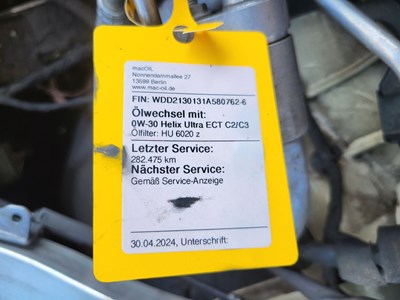 macOIL
Nonnendammallee 27
13599 Berlin
www.mac-oil.de
FIN: WDD2130131A580762-6
Ölwechsel mit:
0W-30 Helix Ultra ECT C2/C3
Ölfilter: HU 6020 z
Letzter Service:
282.475 km
Nächster Service:
Gemäß Service-Anzeige
30.04.2024, Unterschrift: